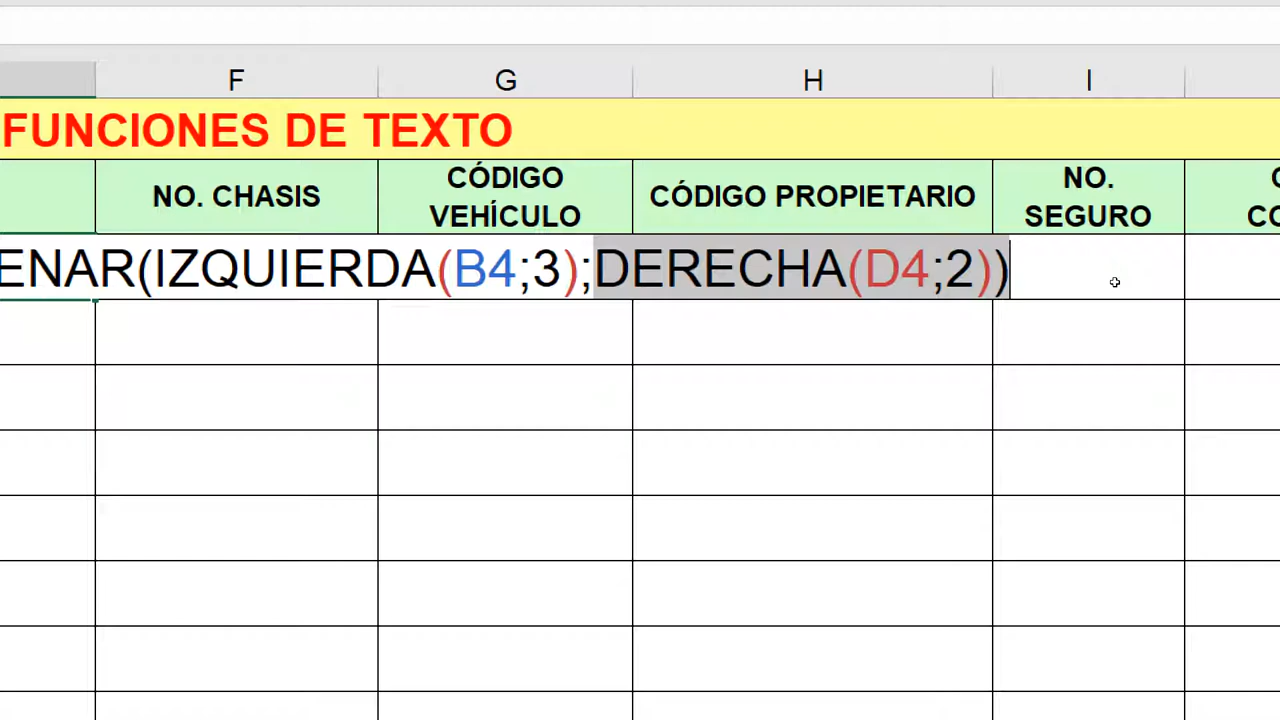 F G H I
FUNCIONES DE TEXTO
NO. CHASIS
CÓDIGO
VEHÍCULO
CÓDIGO PROPIETARIO
NO.
SEGURO
ENAR(IZQUIERDA(B4;3);DERECHA(D4;2))